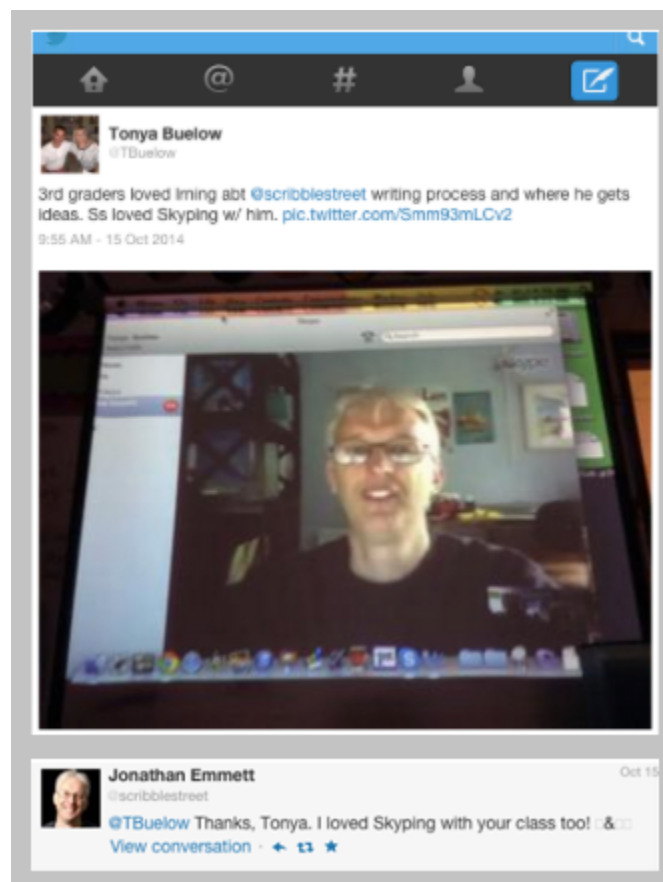 Tonya Buelow
@TBuelow
3rd graders loved lrning abt @scribblestreet writing process and where he gets
ideas. Ss loved Skyping w/ him. pic.twitter.com/Smm93mLCv2
9:55 AM - 15 Oct 2014
Search
skype
Jonathan Emmett
Oct 15
@scribblestreet
@TBuelow Thanks, Tonya. I loved Skyping with your class too! &
View conversation